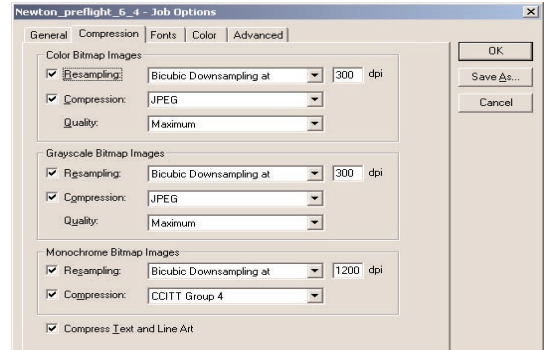 Newton_preflight_6_4 - Job Options
General Compression Fonts Color Advanced
OK
Save As...
Cancel
Color Bitmap Images
Resampling: Bicubic Downsampling at 300 dpi
Compression: JPEG
Quality: Maximum
Grayscale Bitmap Images
Resampling: Bicubic Downsampling at 300 dpi
Compression: JPEG
Quality: Maximum
Monochrome Bitmap Images
Resampling: Bicubic Downsampling at 1200 dpi
Compression: CCITT Group 4
Compress Text and Line Art